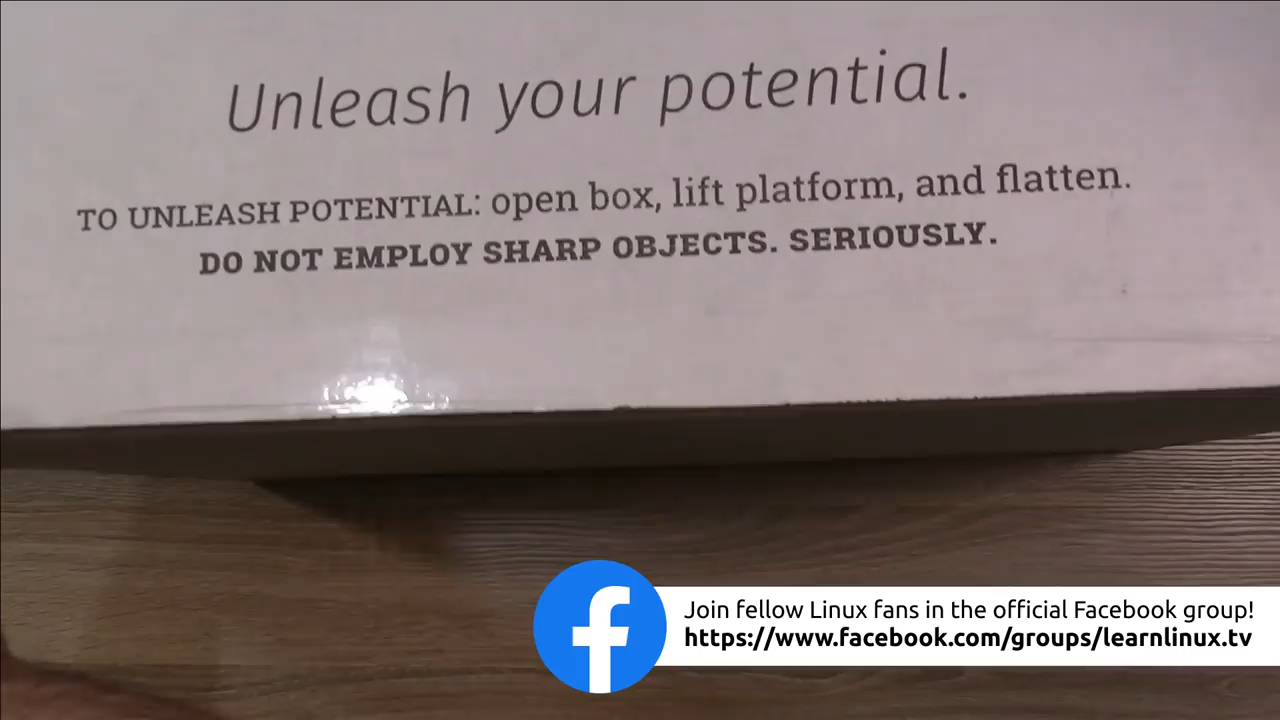 Unleash your potential.
TO UNLEASH POTENTIAL: open box, lift platform, and flatten.
DO NOT EMPLOY SHARP OBJECTS. SERIOUSLY.
Join fellow Linux fans in the official Facebook group!
https://www.facebook.com/groups/learnlinux.tv